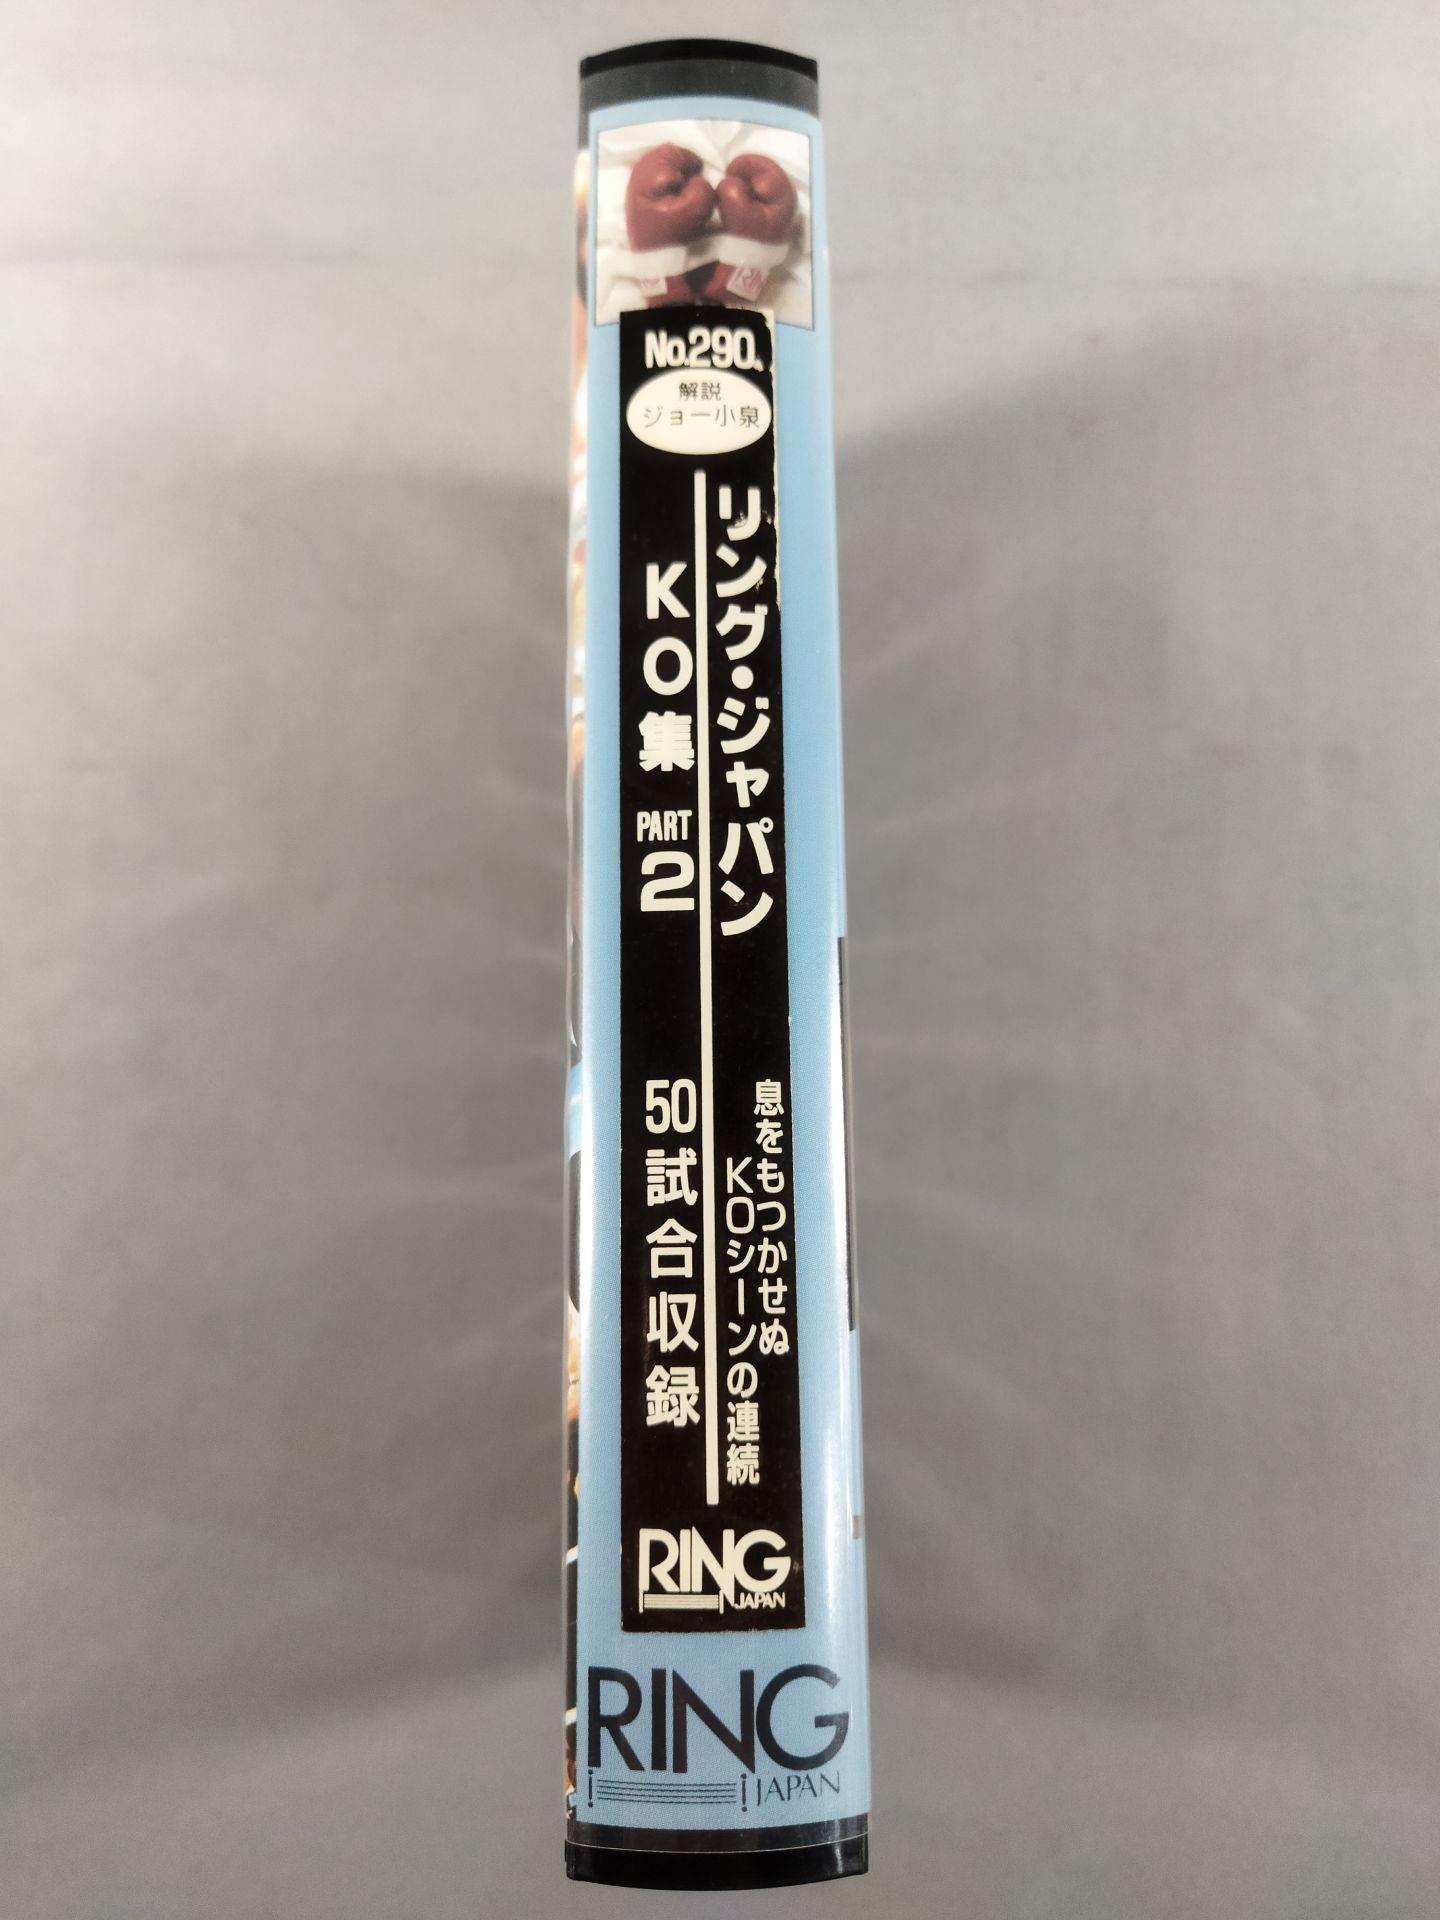 No.290
解説
ジョー小泉
リング・ジャパン
KO集 PART 2
息をもつかせぬ
KOシーンの連続
50試合収録
RING
JAPAN
RING
JAPAN